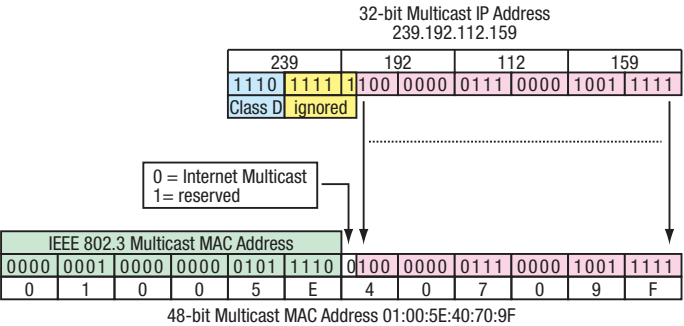 32-bit Multicast IP Address
239.192.112.159
239 192 112 159
1110 1111 1100 0000 0111 0000 1001 1111
Class D ignored
0 = Internet Multicast
1= reserved
IEEE 802.3 Multicast MAC Address
0000 0001 0000 0000 0101 1110 0100 0000 0111 0000 1001 1111
0 1 0 0 5 E 4 0 7 0 9 F
48-bit Multicast MAC Address 01:00:5E:40:70:9F